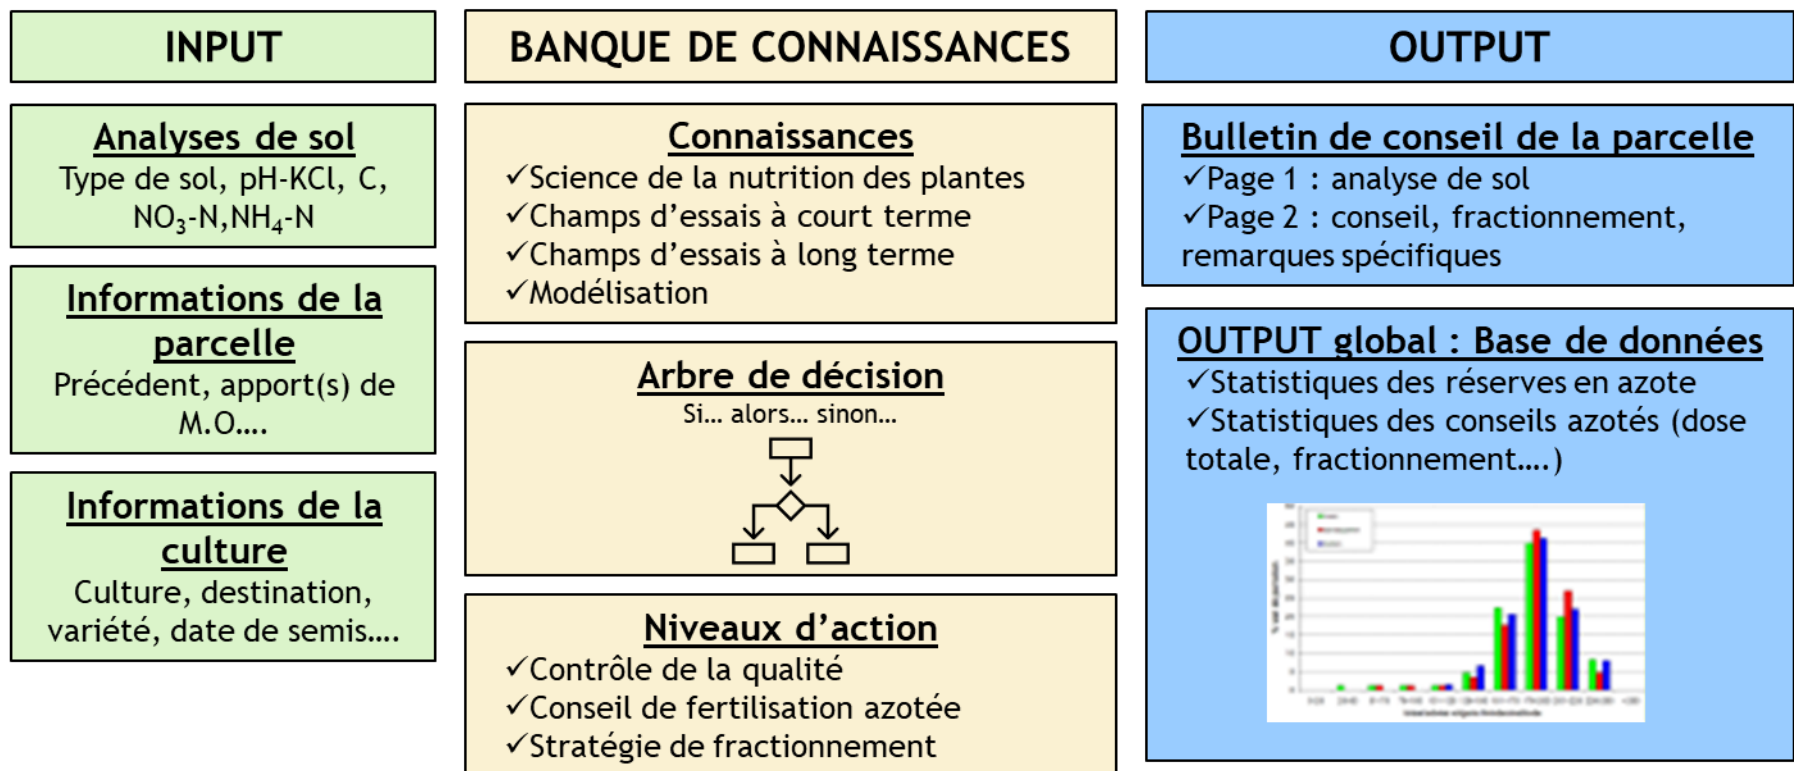 INPUT
Analyses de sol
Type de sol, pH-KCl, C,
NO₃-N,NH₄-N
Informations de la
parcelle
Précédent, apport(s) de
M.O....
Informations de la
culture
Culture, destination,
variété, date de semis....
BANQUE DE CONNAISSANCES
Connaissances
✓Science de la nutrition des plantes
✓Champs d'essais à court terme
✓Champs d'essais à long terme
✓Modélisation
Arbre de décision
Si... alors... sinon...
Niveaux d'action
✓Contrôle de la qualité
✓Conseil de fertilisation azotée
✓Stratégie de fractionnement
OUTPUT
Bulletin de conseil de la parcelle
✓Page 1 : analyse de sol
✓Page 2 : conseil, fractionnement,
remarques spécifiques
OUTPUT global : Base de données
✓Statistiques des réserves en azote
✓Statistiques des conseils azotés (dose
totale, fractionnement....)